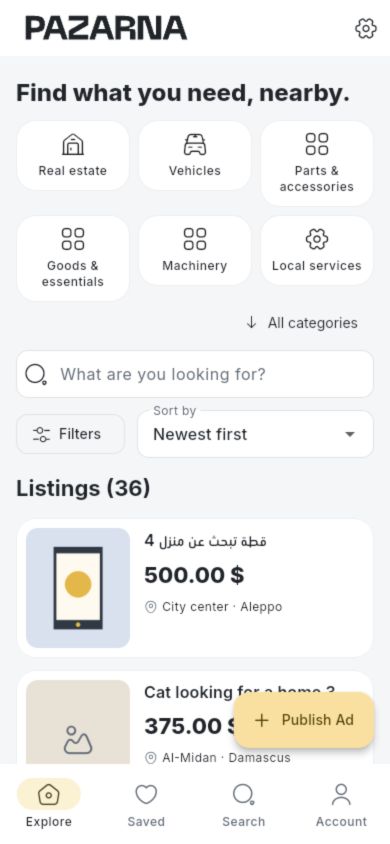 PAZARNA
Find what you need, nearby.
Real estate
Vehicles
Parts &
accessories
Goods &
essentials
Machinery
Local services
All categories
What are you looking for?
Filters
Sort by
Newest first
Listings (36)
قطة تبحث عن منزل 4
500.00 $
City center · Aleppo
Cat looking for a home 3
375.00 $
Al-Midan · Damascus
Publish Ad
Explore
Saved
Search
Account